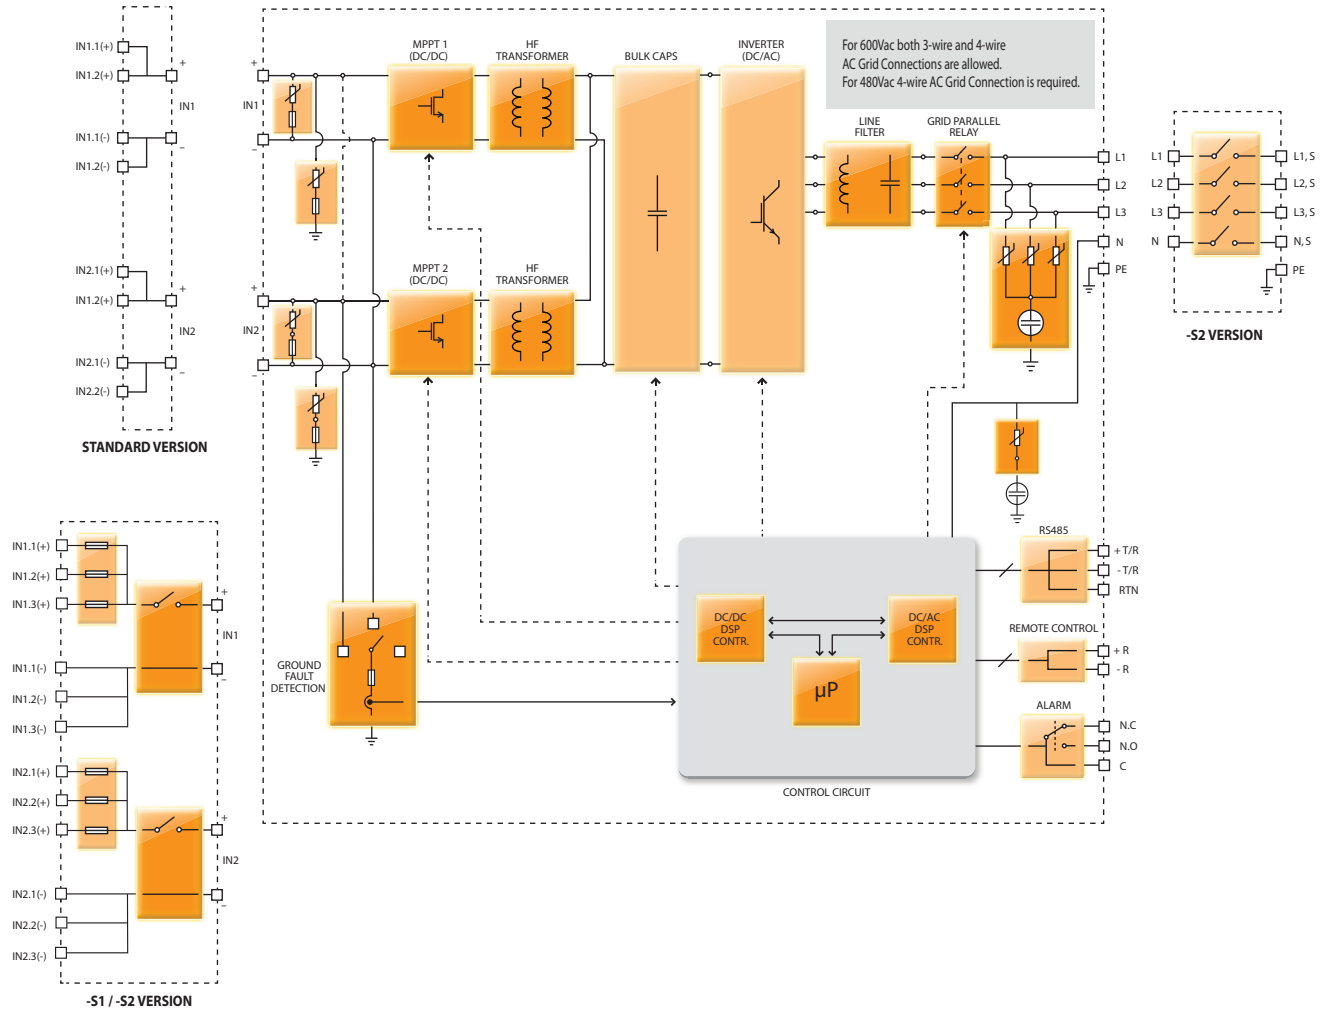 IN1.1(+)
IN1.2(+)
+
IN1
IN1.1(-)
IN1.2(-)
–
IN2.1(+)
IN1.2(+)
+
IN2
IN2.1(-)
IN2.2(-)
–
STANDARD VERSION
IN1.1(+)
IN1.2(+)
IN1.3(+)
+
IN1
IN1.1(-)
IN1.2(-)
IN1.3(-)
–
IN2.1(+)
IN2.2(+)
IN2.3(+)
+
IN2
IN2.1(-)
IN2.2(-)
IN2.3(-)
–
-S1 / -S2 VERSION
+
IN1
–
+
IN2
–
MPPT 1
(DC/DC)
HF
TRANSFORMER
BULK CAPS
INVERTER
(DC/AC)
For 600Vac both 3-wire and 4-wire
AC Grid Connections are allowed.
For 480Vac 4-wire AC Grid Connection is required.
LINE
FILTER
GRID PARALLEL
RELAY
MPPT 2
(DC/DC)
HF
TRANSFORMER
L1
L2
L3
N
PE
L1
L2
L3
N
L1, S
L2, S
L3, S
N, S
PE
-S2 VERSION
GROUND
FAULT
DETECTION
DC/DC
DSP
CONTR.
DC/AC
DSP
CONTR.
µP
CONTROL CIRCUIT
RS485
+ T/R
- T/R
RTN
REMOTE CONTROL
+ R
- R
ALARM
N.C
N.O
C